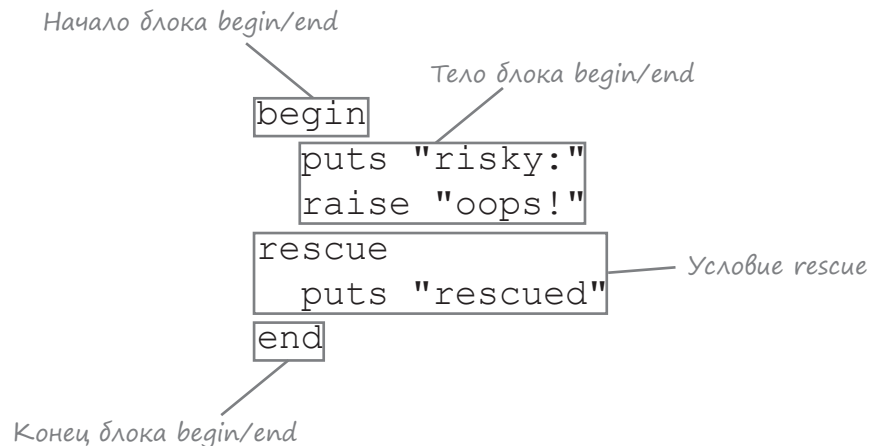 Начало блока begin/end
Тело блока begin/end
begin
puts "risky:"
raise "oops!"
rescue
Условие rescue
puts "rescued"
end
Конец блока begin/end